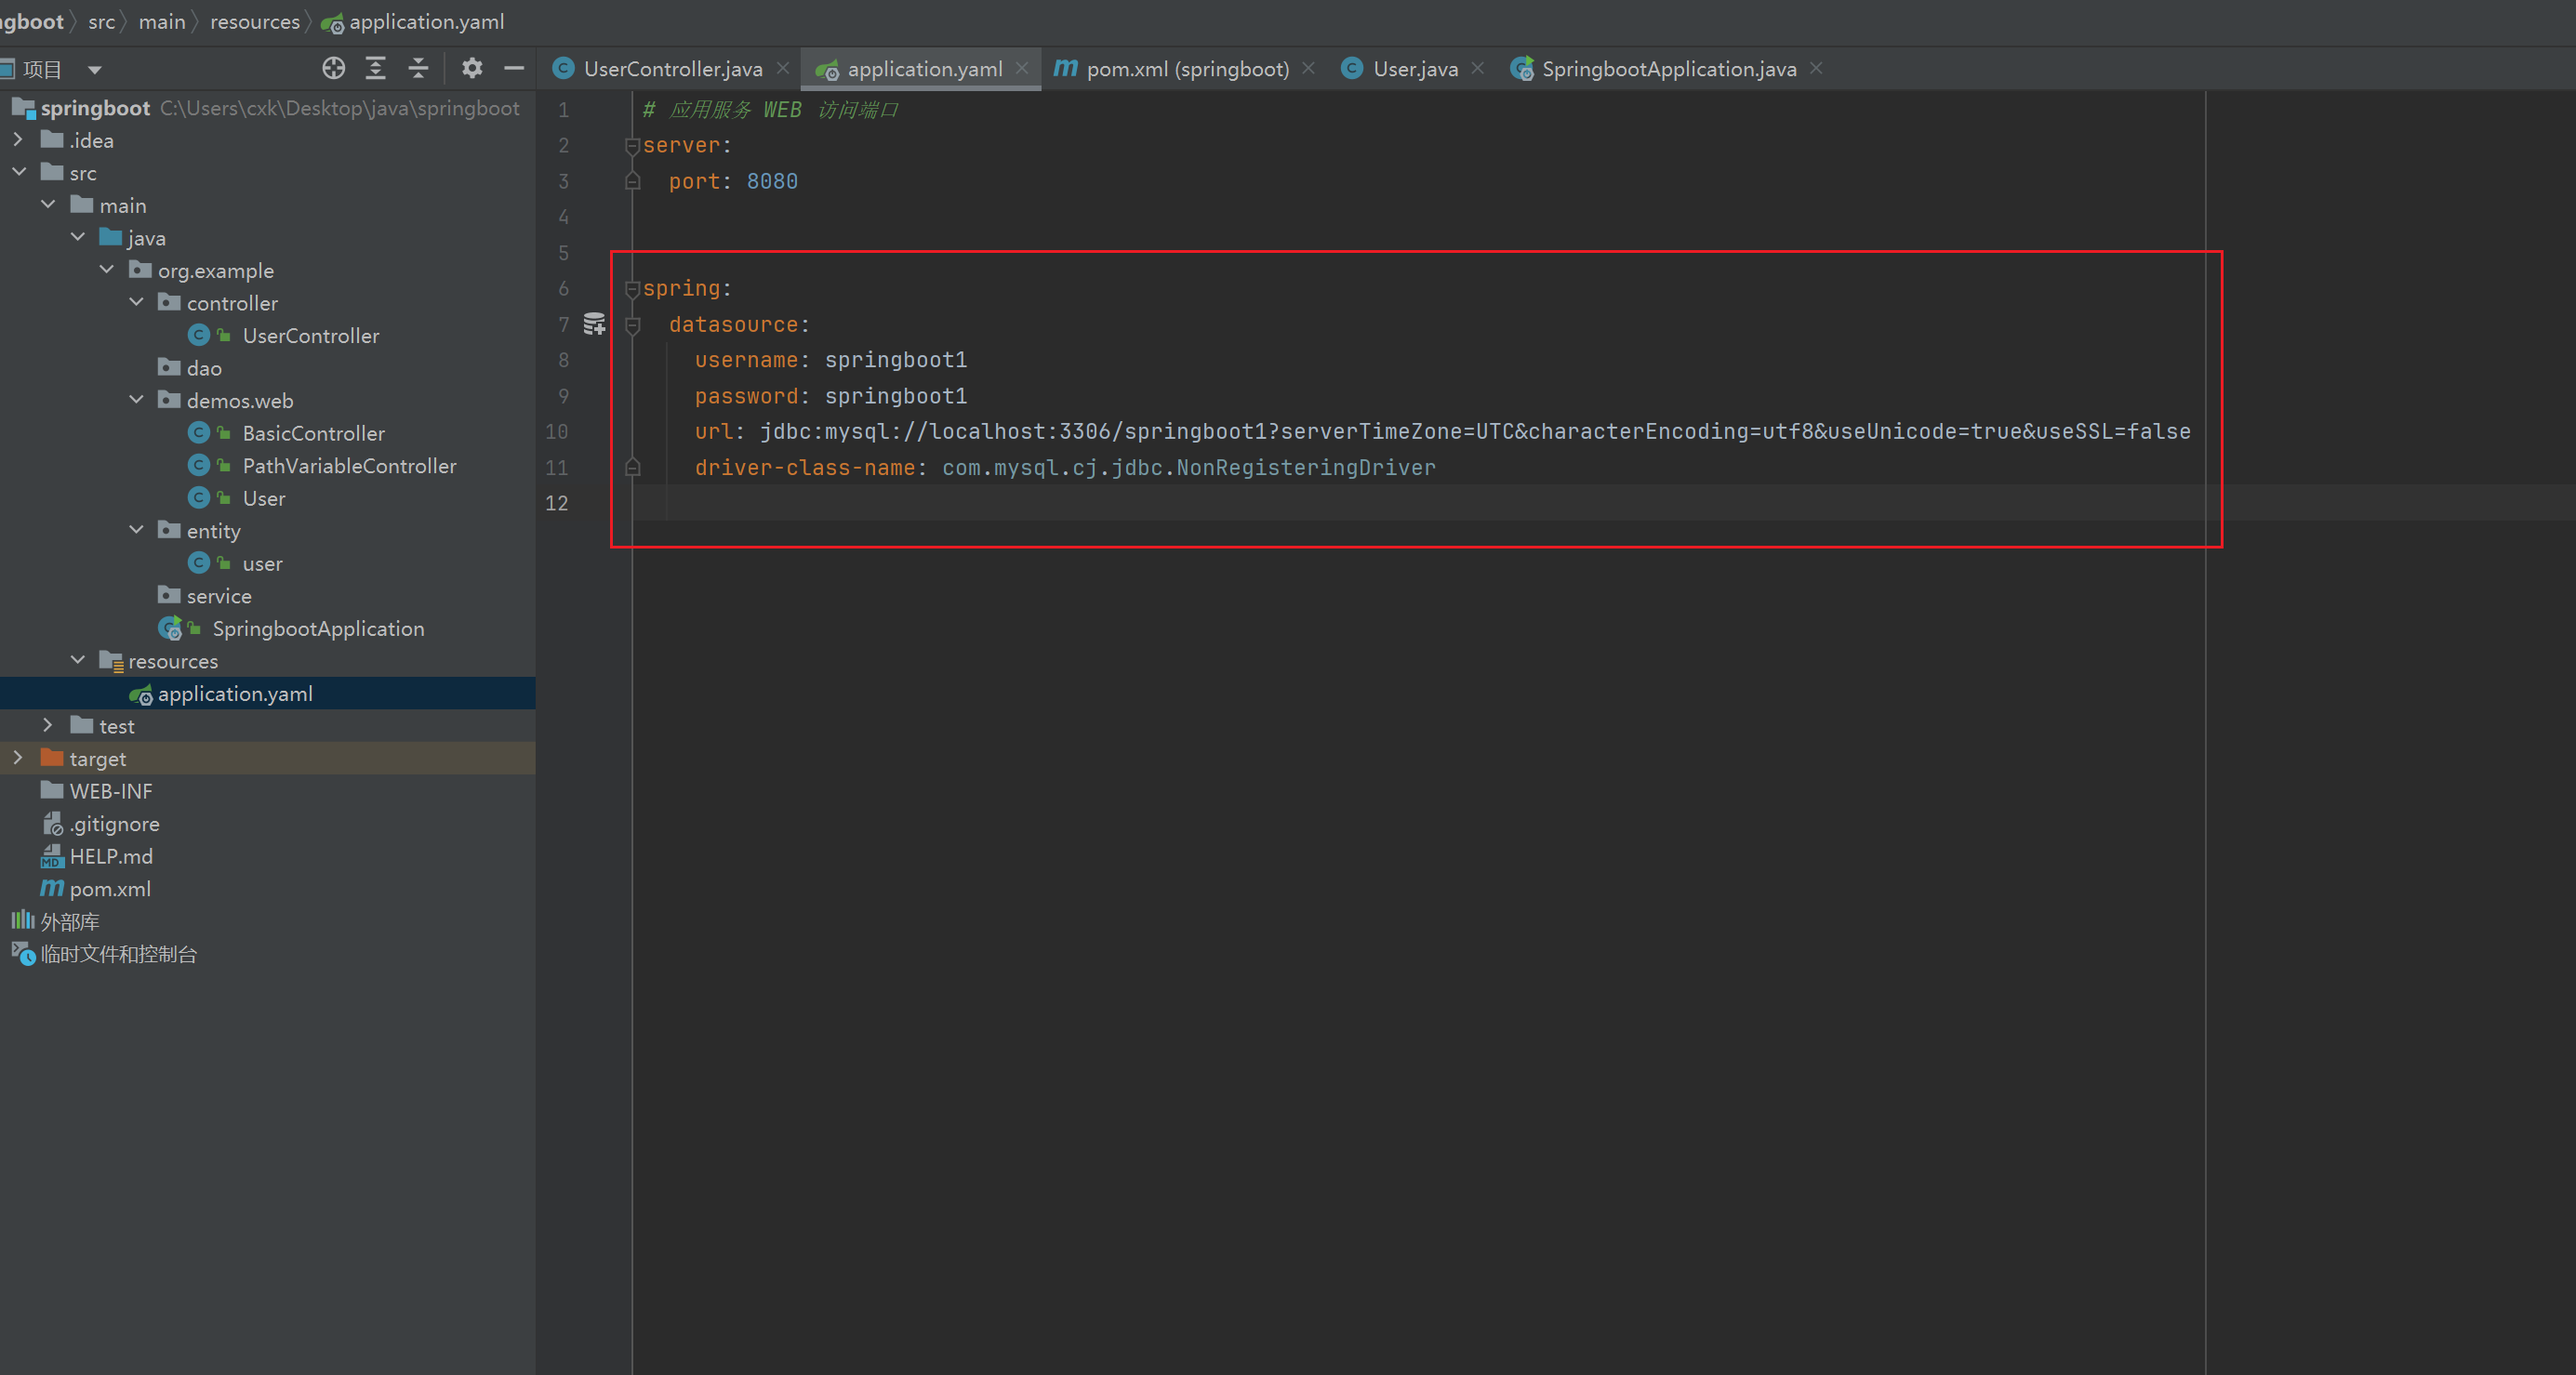 ngboot src main resources application.yaml
项目
UserController.java application.yaml pom.xml (springboot) User.java SpringbootApplication.java
springboot C:\Users\cxk\Desktop\java\springboot
.idea
src
main
java
org.example
controller
UserController
dao
demos.web
BasicController
PathVariableController
User
entity
user
service
SpringbootApplication
resources
application.yaml
test
target
WEB-INF
.gitignore
HELP.md
pom.xml
外部库
临时文件和控制台
1 # 应用服务 WEB 访问端口
2 server:
3 port: 8080
4
5
6 spring:
7 datasource:
8 username: springboot1
9 password: springboot1
10 url: jdbc:mysql://localhost:3306/springboot1?serverTimeZone=UTC&characterEncoding=utf8&useUnicode=true&useSSL=false
11 driver-class-name: com.mysql.cj.jdbc.NonRegisteringDriver
12